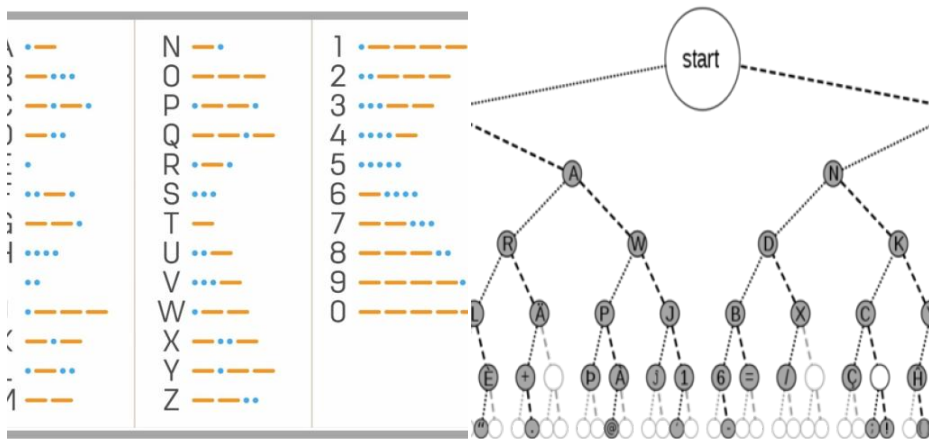 N
O
P
Q
R
S
T
U
V
W
X
Y
Z
1
2
3
4
5
6
7
8
9
0
start
A N
R W D K
Ä P J B X C
+ Þ À 1 6 = / Ç Ĥ
. @ ' - ; !